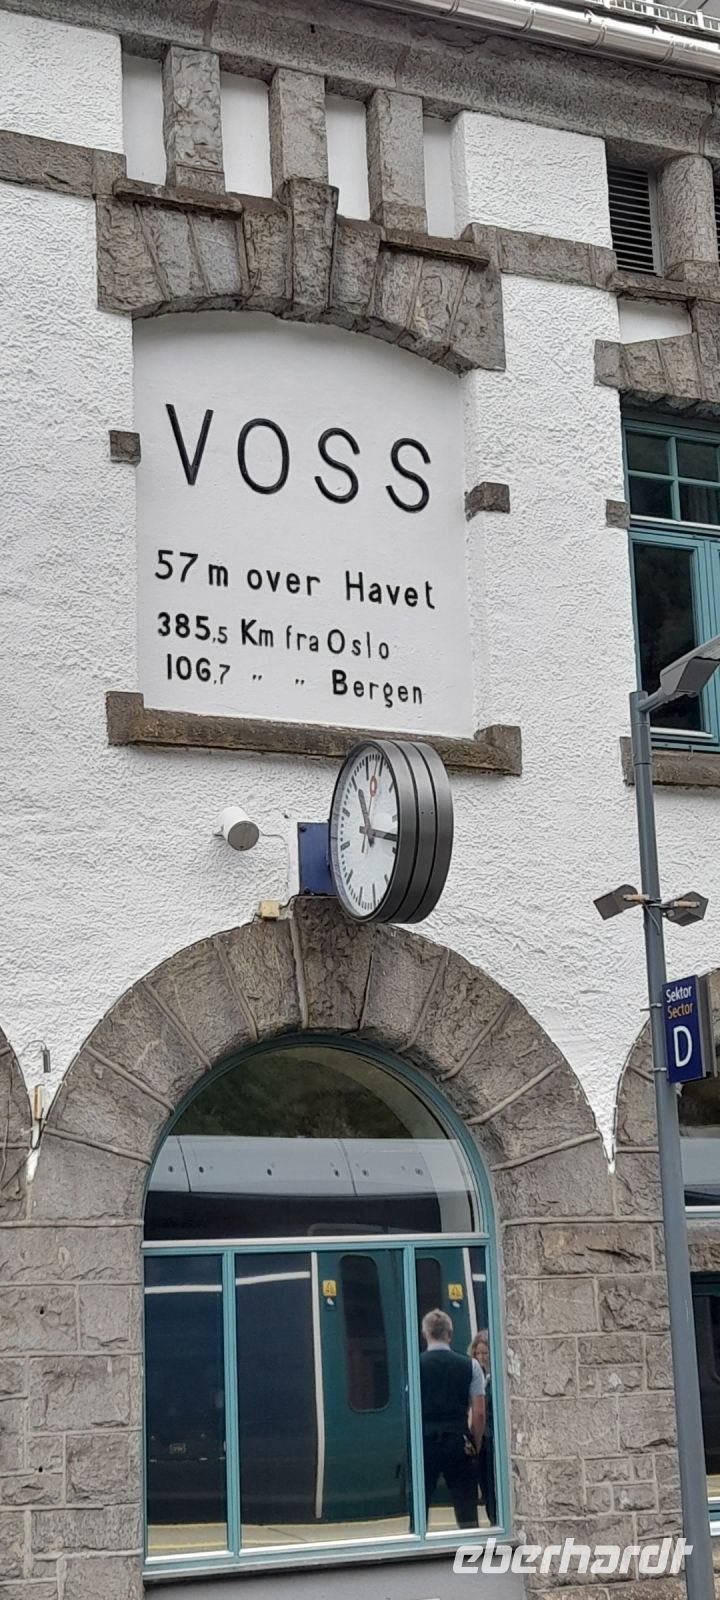 VOSS
57 m over Havet
385,5 Km fra Oslo
106,7 " " Bergen
Sektor
Sector
D
eberhardt